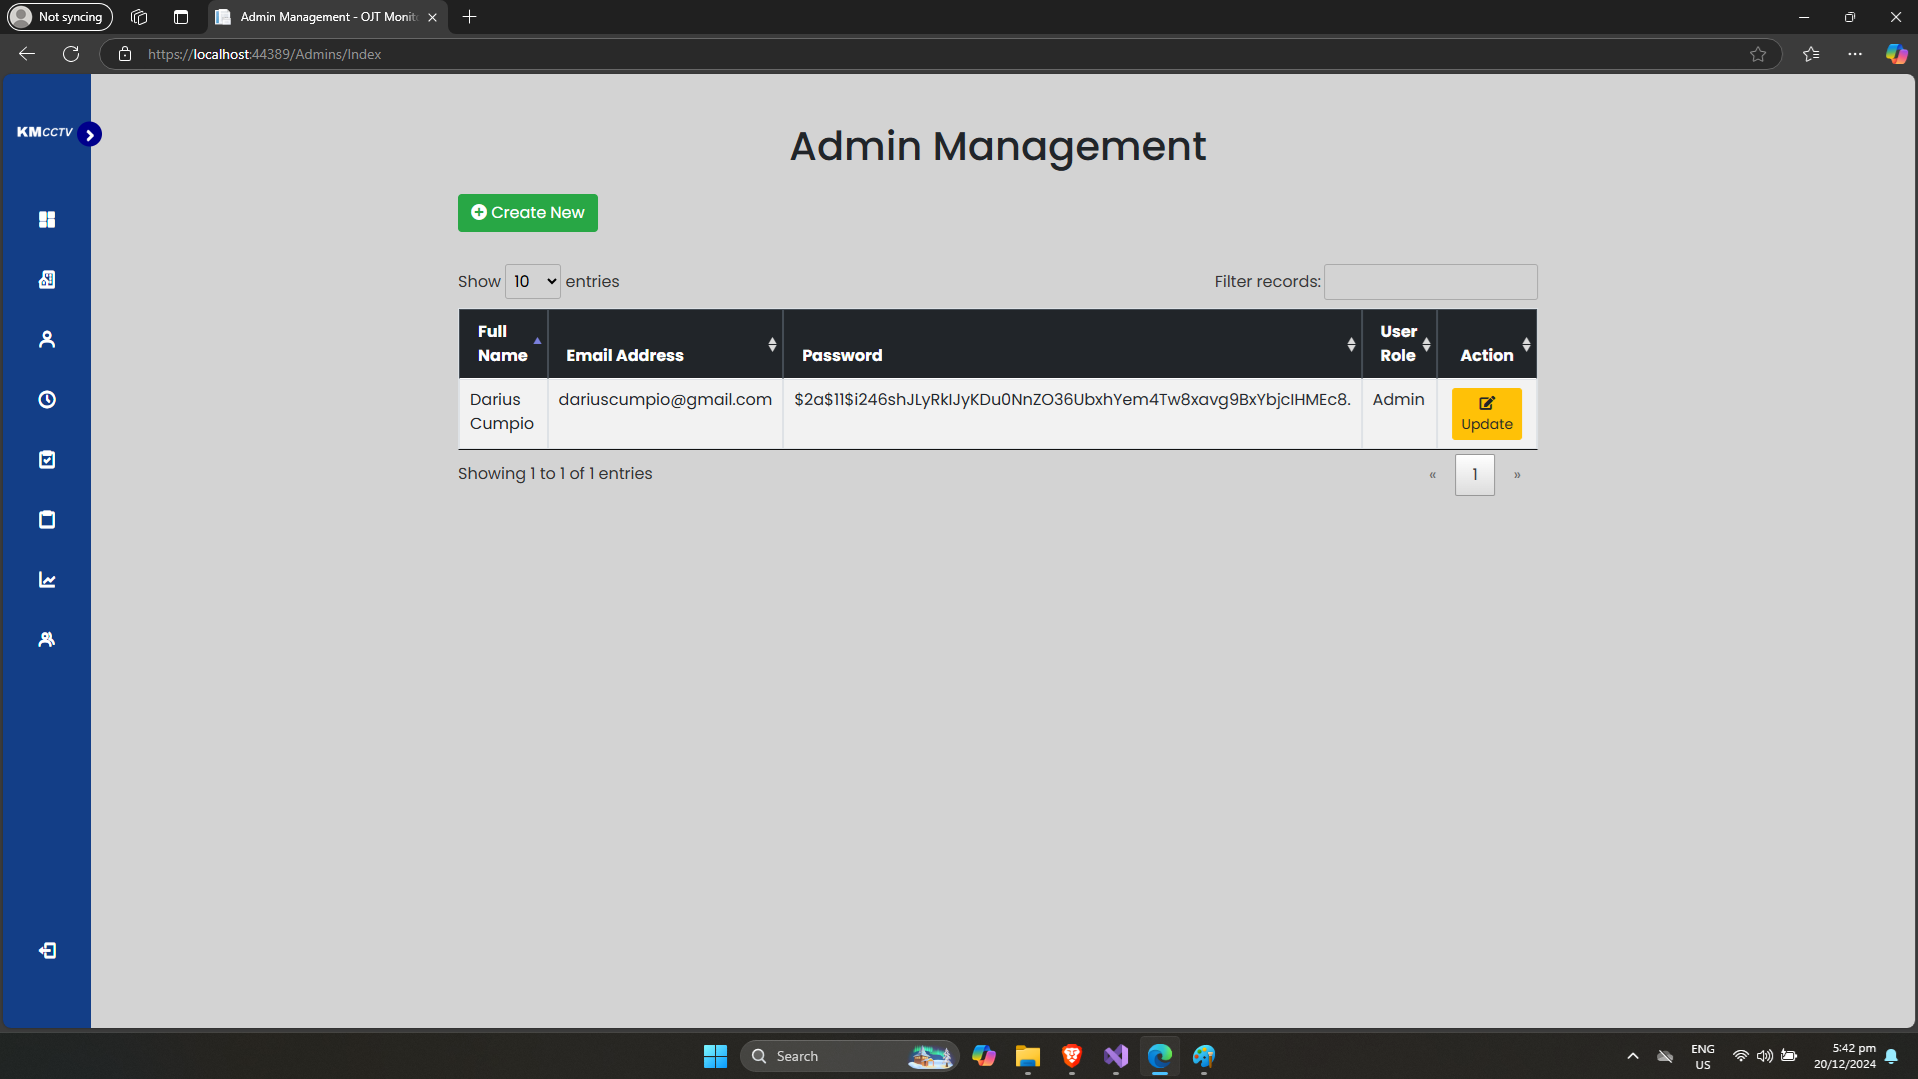 Not syncing
Admin Management - OJT Monit
https://localhost:44389/Admins/Index
KMCCTV
Admin Management
Create New
Show 10 entries
Filter records:
Full Name
Email Address
Password
User Role
Action
Darius Cumpio
dariuscumpio@gmail.com
$2a$11$i246shJLyRkIJyKDu0NnZO36UbxhYem4Tw8xavg9BxYbjcIHMEc8.
Admin
Update
Showing 1 to 1 of 1 entries
« 1 »
Search
ENG
US
5:42 pm
20/12/2024